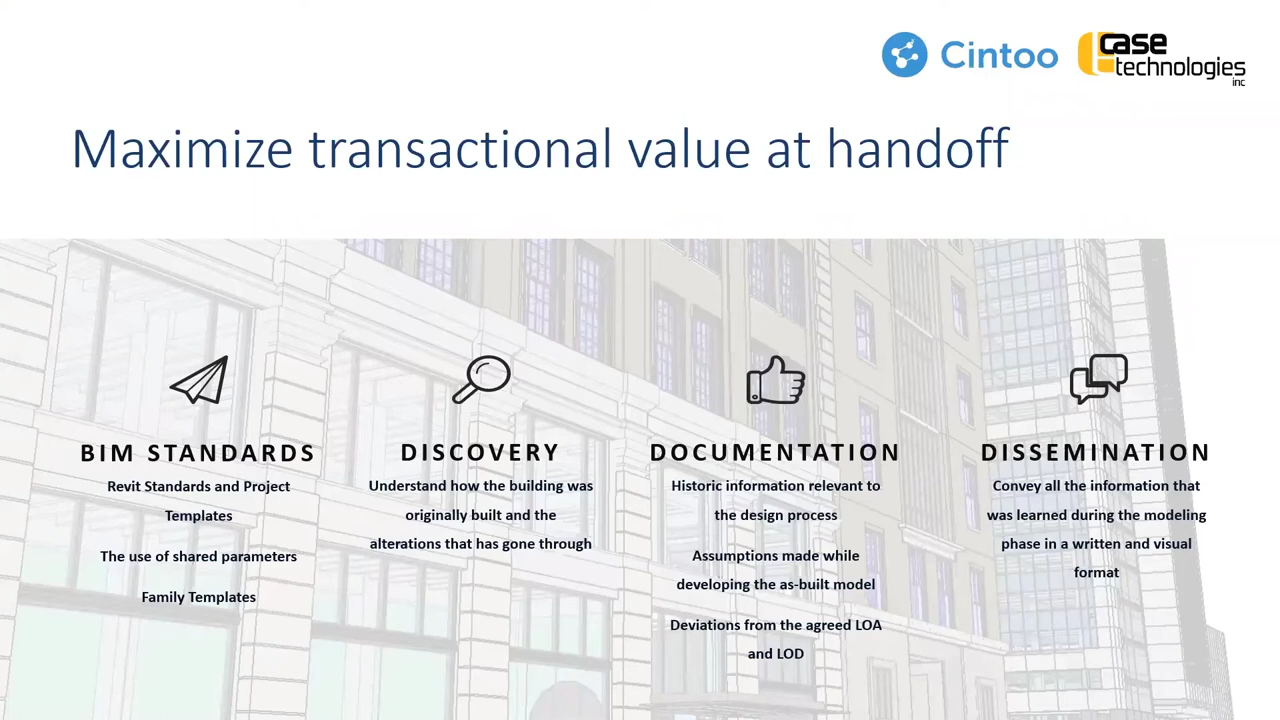 Cintoo
case
technologies
inc
Maximize transactional value at handoff
BIM STANDARDS
Revit Standards and Project
Templates
The use of shared parameters
Family Templates
DISCOVERY
Understand how the building was
originally built and the
alterations that has gone through
DOCUMENTATION
Historic information relevant to
the design process
Assumptions made while
developing the as-built model
Deviations from the agreed LOA
and LOD
DISSEMINATION
Convey all the information that
was learned during the modeling
phase in a written and visual
format